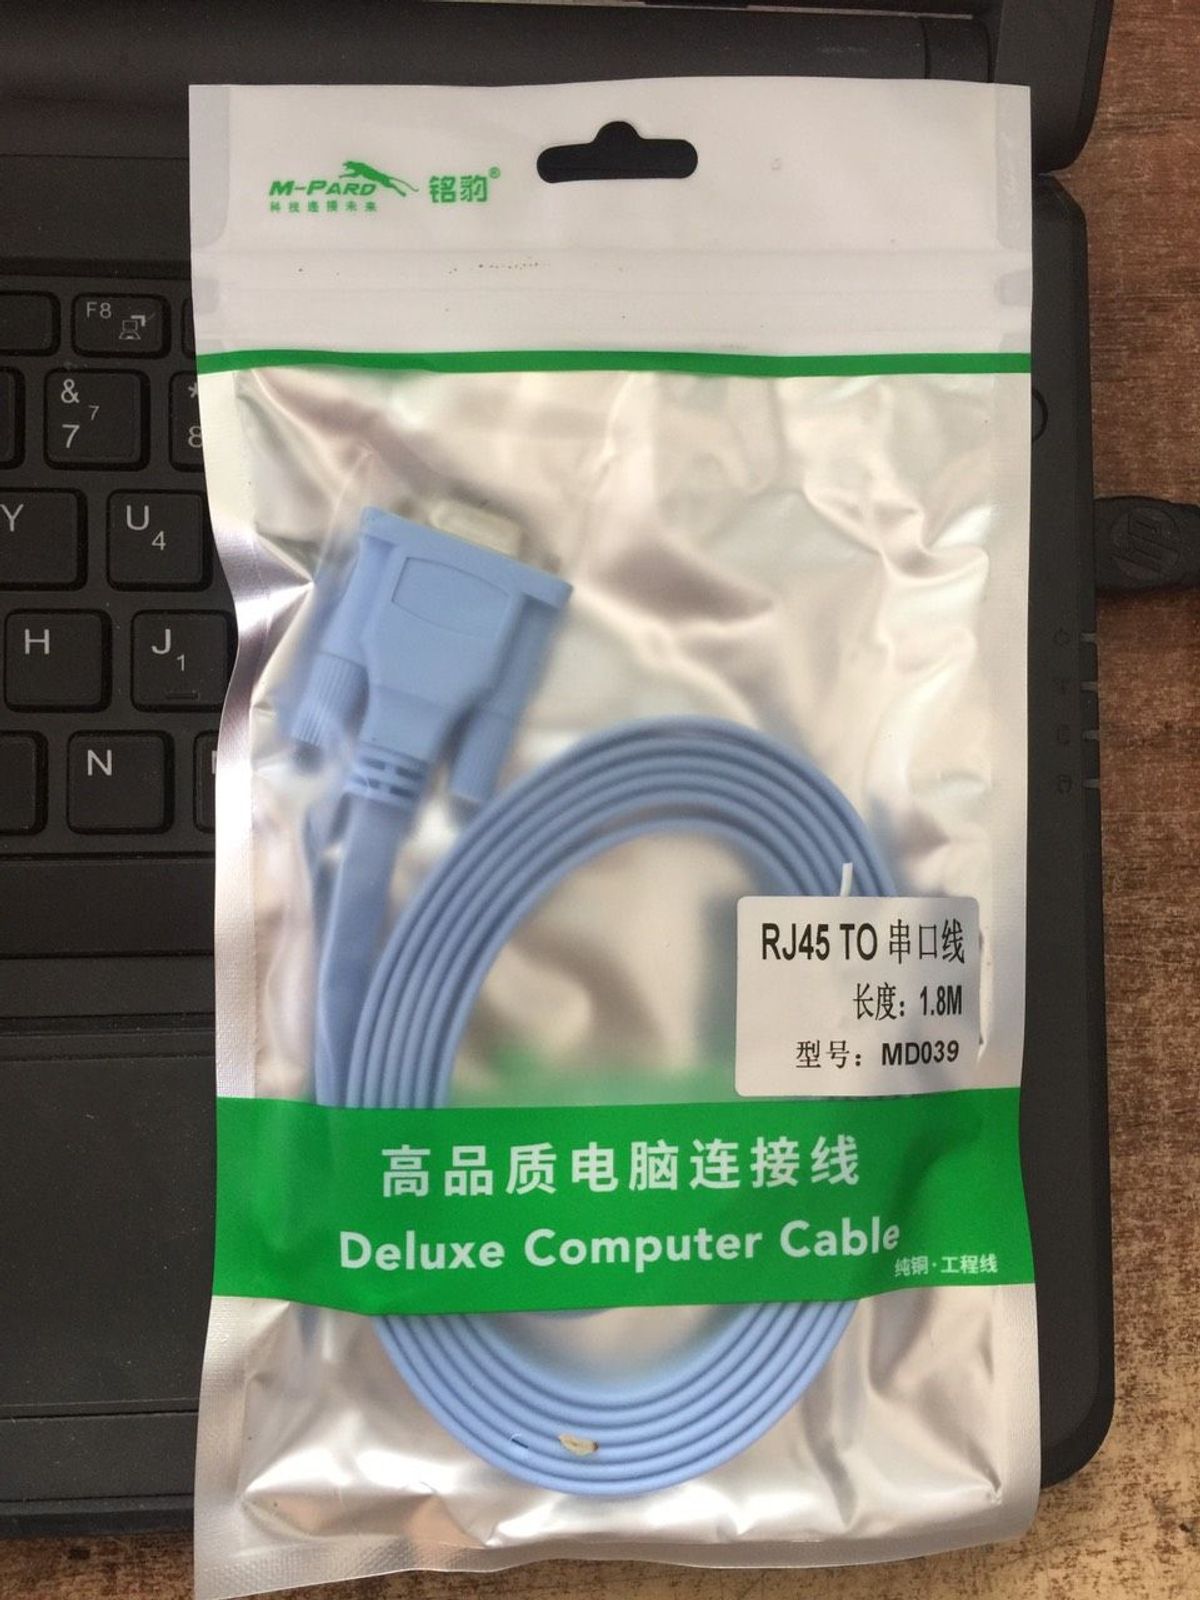 M-PARD 铭豹®
科技连接未来
F8
&
7
7
*
8
Y
U
4
H
J
1
N
RJ45 TO 串口线
长度：1.8M
型号：MD039
高品质电脑连接线
Deluxe Computer Cable
纯铜·工程线
hp